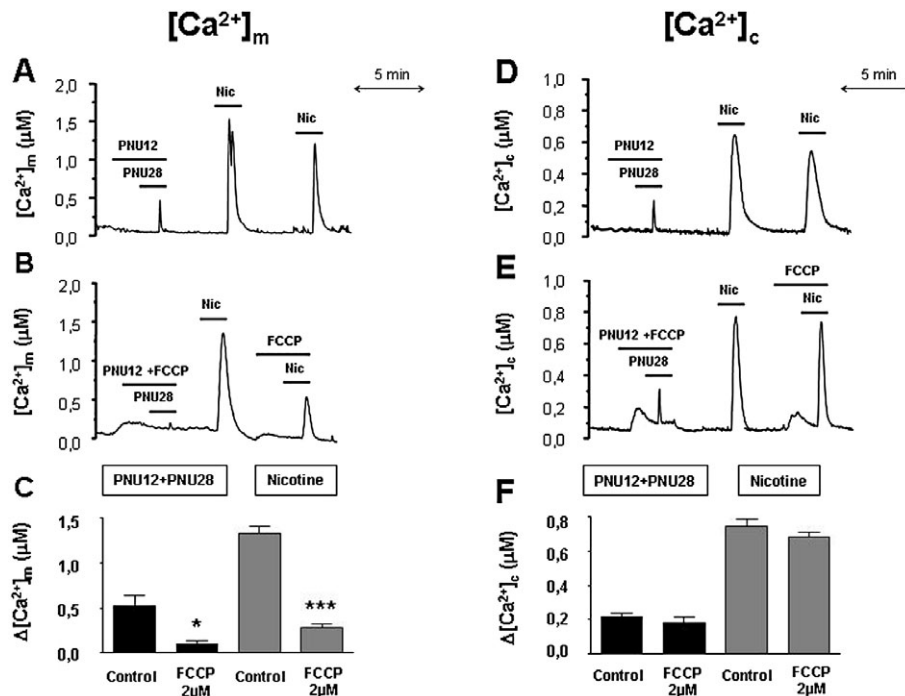 [Ca²⁺]m
A
2,0
1,5
1,0
0,5
0,0
[Ca²⁺]m (μM)
PNU12
PNU28
Nic
Nic
5 min
B
2,0
1,5
1,0
0,5
0,0
[Ca²⁺]m (μM)
PNU12 +FCCP
PNU28
Nic
FCCP
Nic
C
PNU12+PNU28
Nicotine
1,5
1,0
0,5
0,0
Δ[Ca²⁺]m (μM)
*
***
Control
FCCP
2μM
Control
FCCP
2μM
[Ca²⁺]c
D
1,0
0,8
0,6
0,4
0,2
0,0
[Ca²⁺]c (μM)
PNU12
PNU28
Nic
Nic
5 min
E
1,0
0,8
0,6
0,4
0,2
0,0
[Ca²⁺]c (μM)
PNU12 +FCCP
PNU28
Nic
FCCP
Nic
F
PNU12+PNU28
Nicotine
0,8
0,6
0,4
0,2
0,0
Δ[Ca²⁺]c (μM)
Control
FCCP
2μM
Control
FCCP
2μM